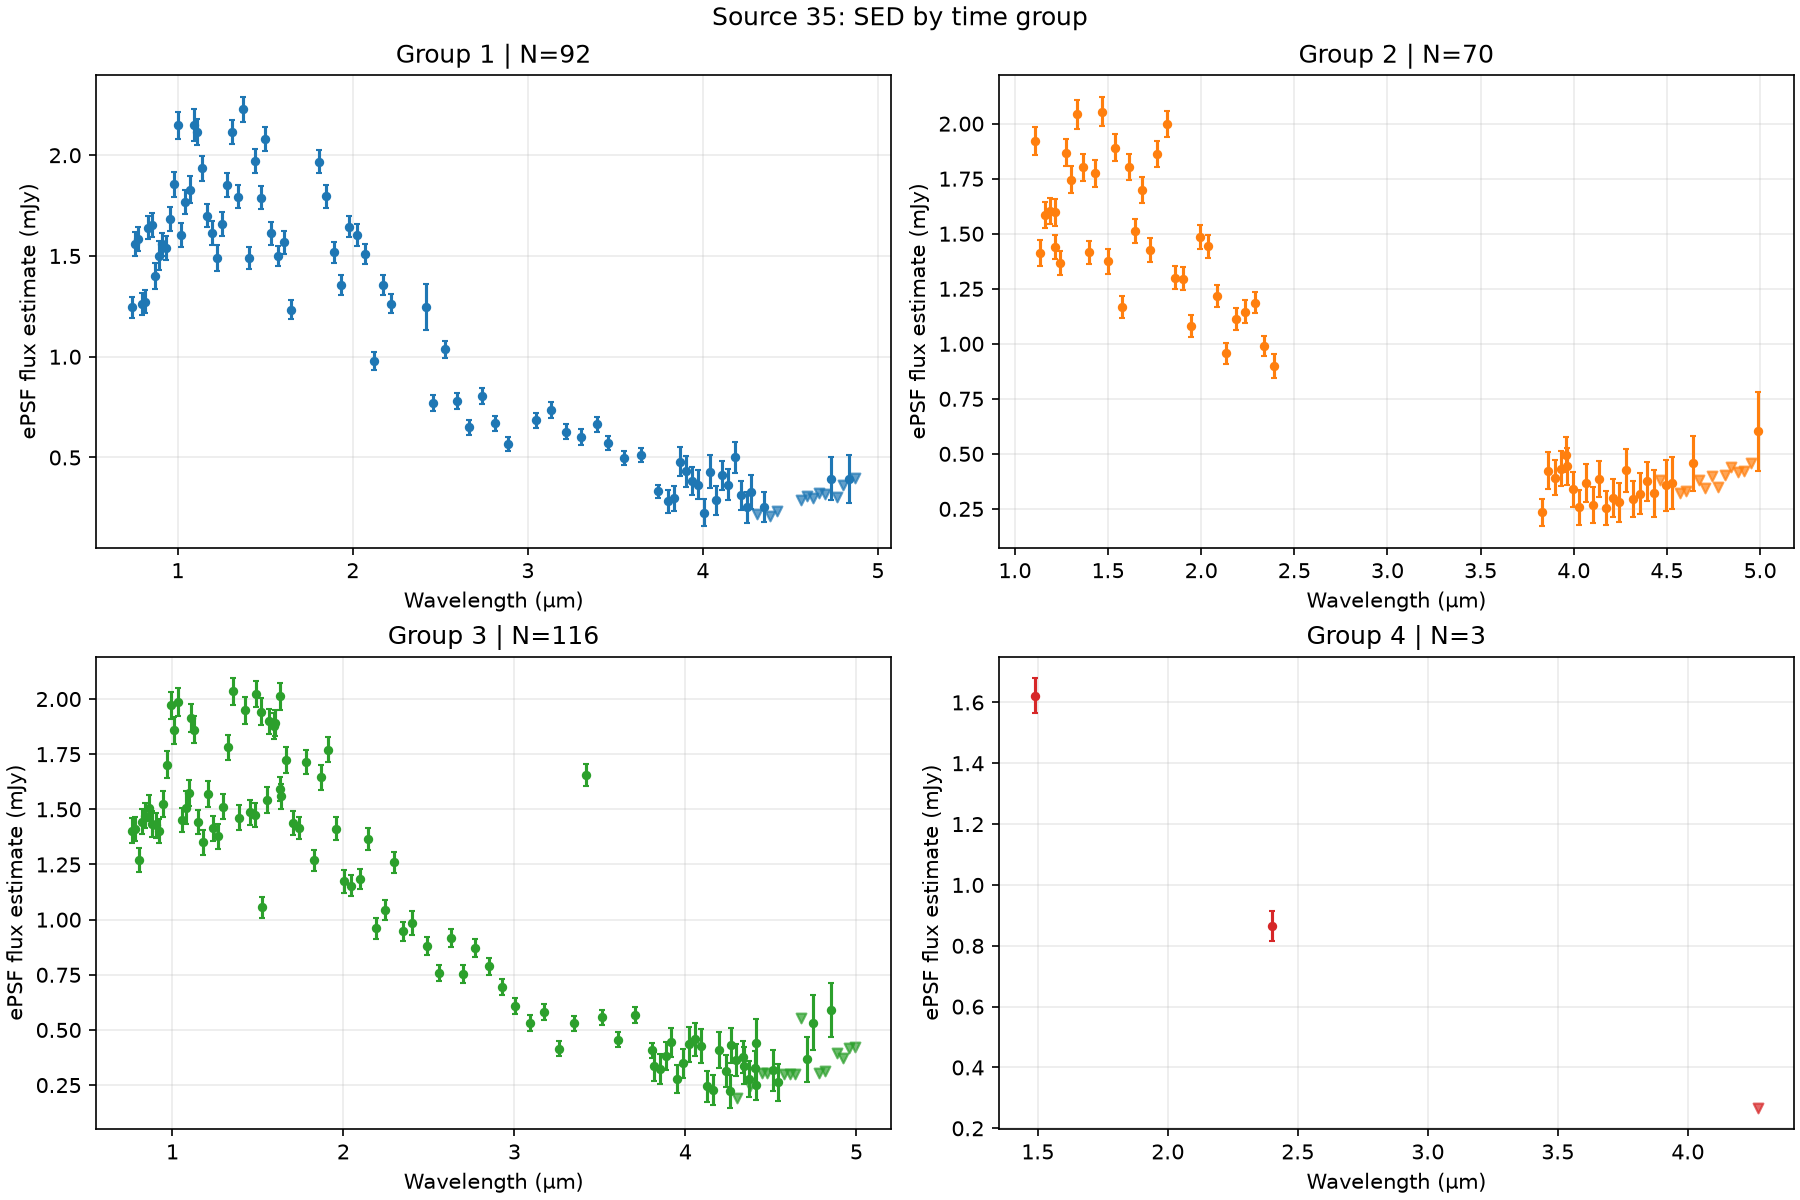 Source 35: SED by time group
Group 1 | N=92
ePSF flux estimate (mJy)
2.0
1.5
1.0
0.5
1 2 3 4 5
Wavelength (µm)
Group 2 | N=70
ePSF flux estimate (mJy)
2.00
1.75
1.50
1.25
1.00
0.75
0.50
0.25
1.0 1.5 2.0 2.5 3.0 3.5 4.0 4.5 5.0
Wavelength (µm)
Group 3 | N=116
ePSF flux estimate (mJy)
2.00
1.75
1.50
1.25
1.00
0.75
0.50
0.25
1 2 3 4 5
Wavelength (µm)
Group 4 | N=3
ePSF flux estimate (mJy)
1.6
1.4
1.2
1.0
0.8
0.6
0.4
0.2
1.5 2.0 2.5 3.0 3.5 4.0
Wavelength (µm)